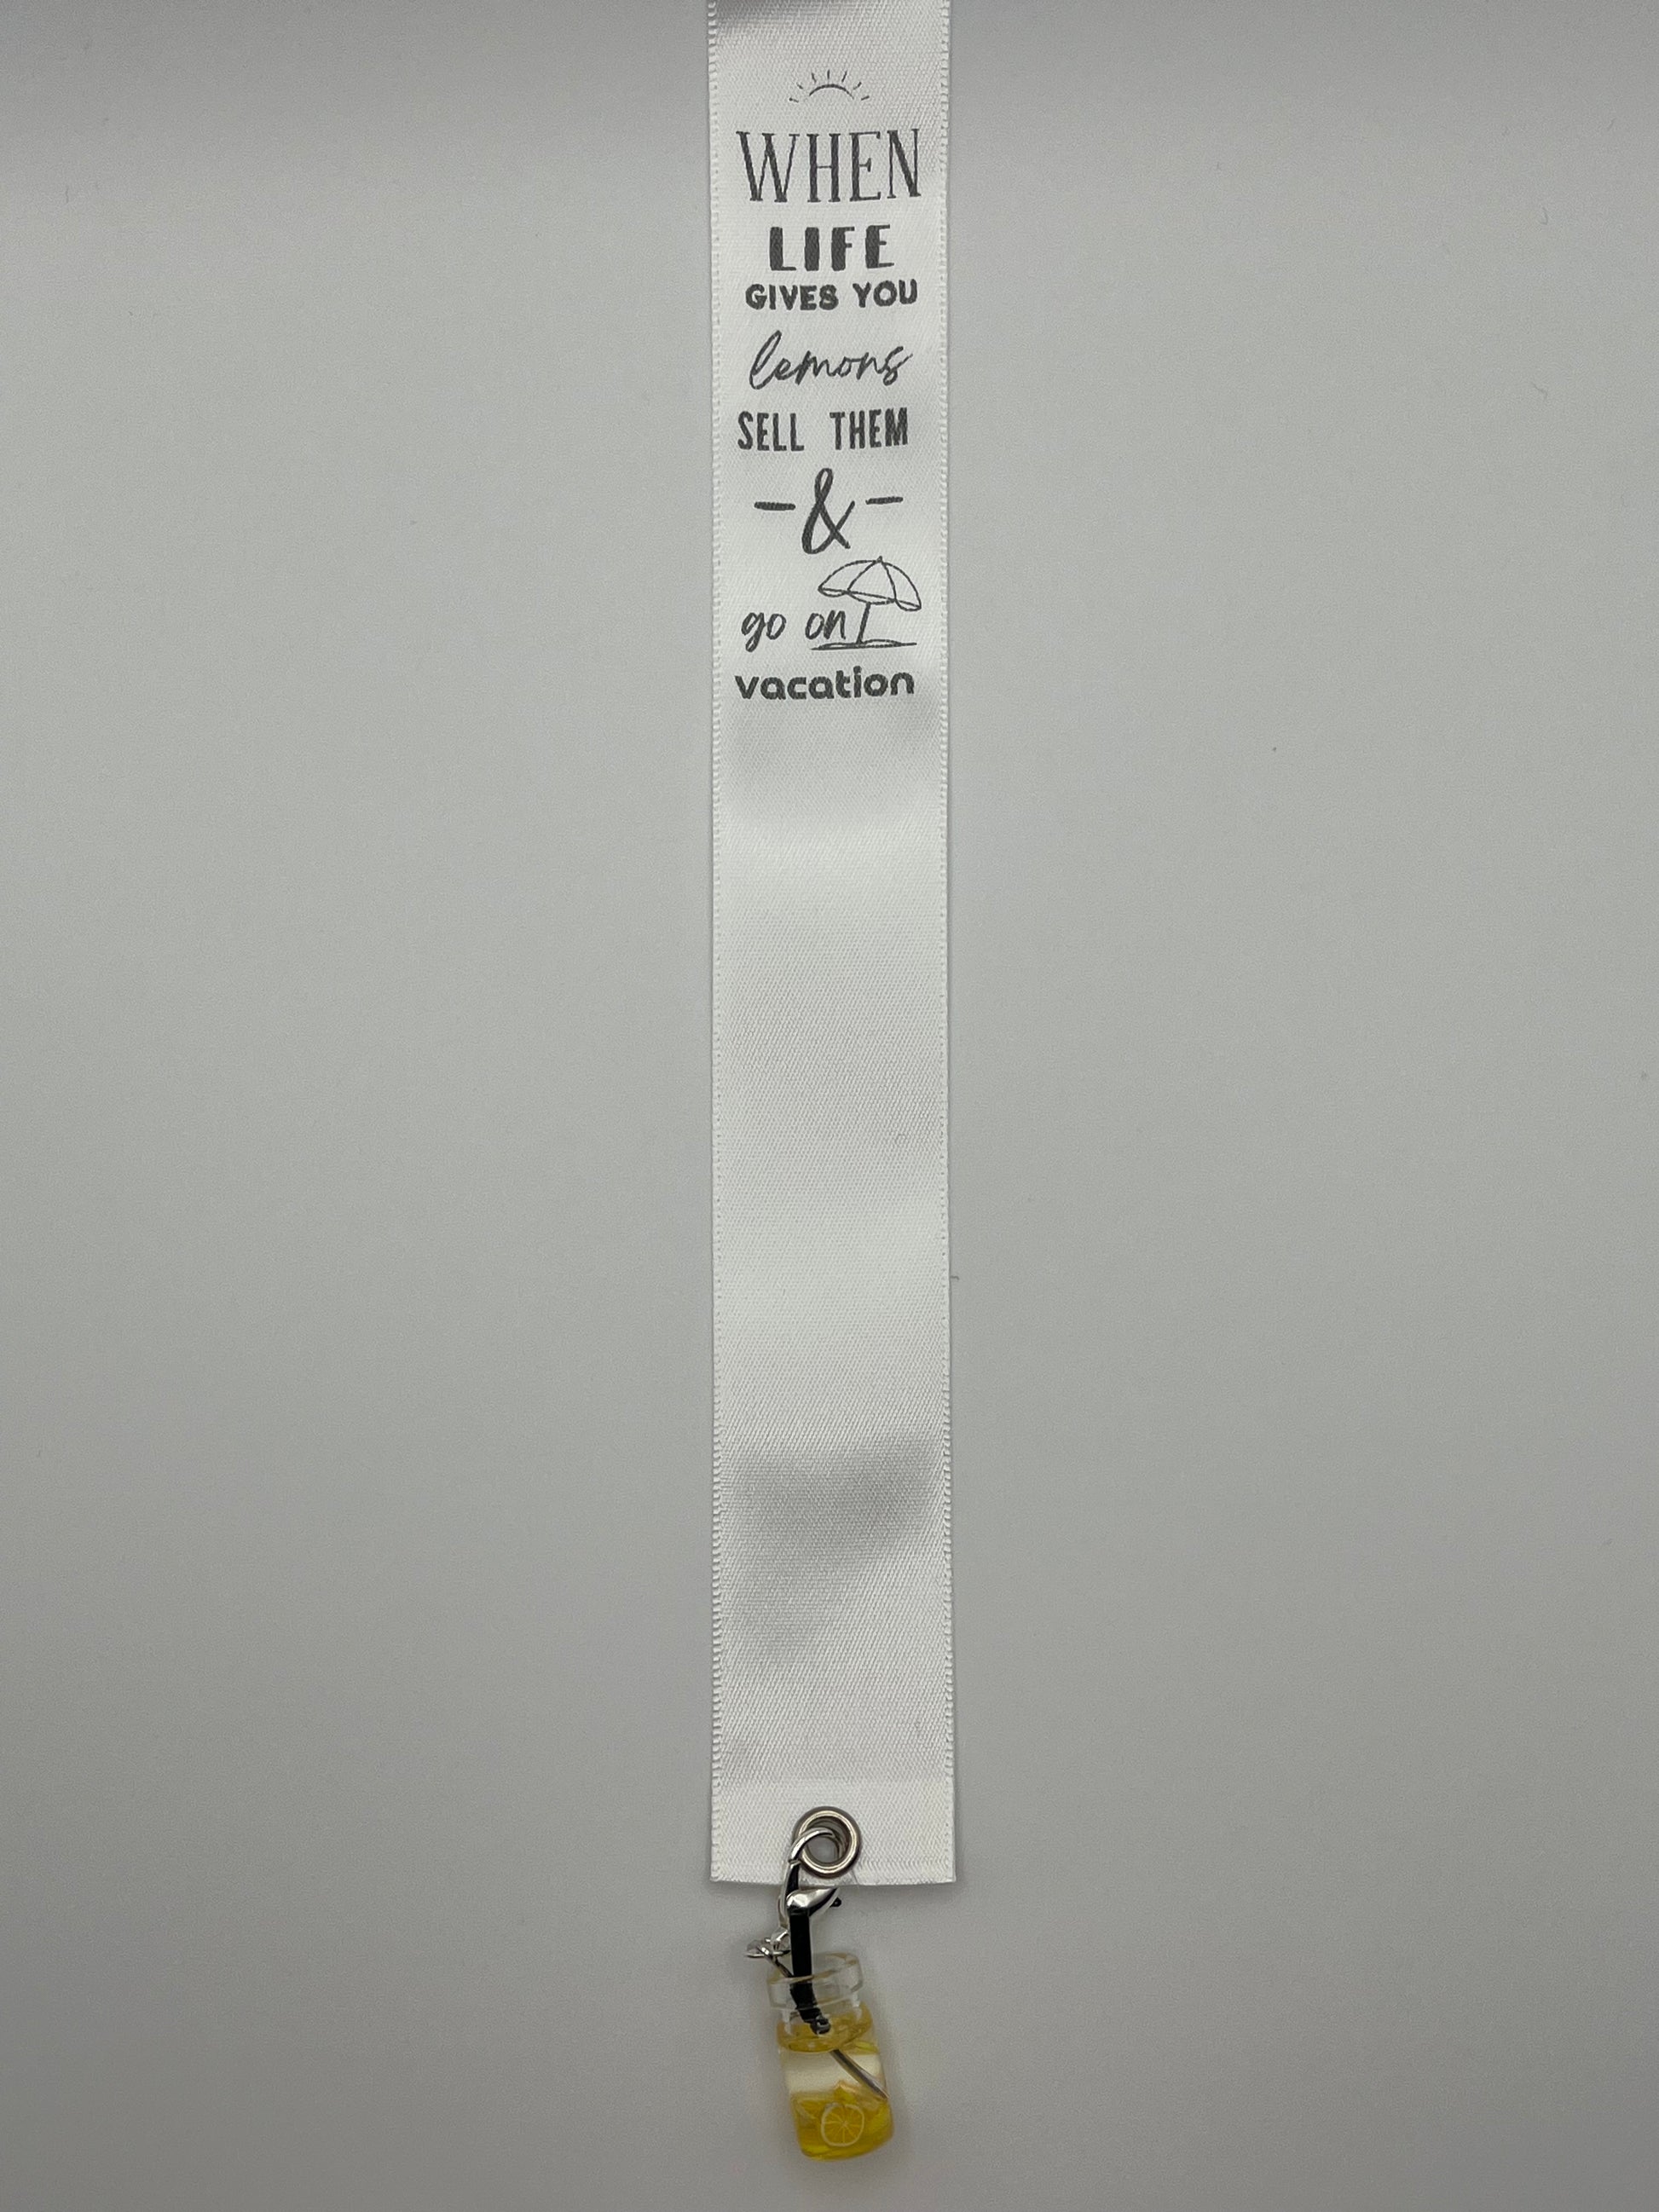 WHEN
LIFE
GIVES YOU
lemons
SELL THEM
-&-
go on
vacation